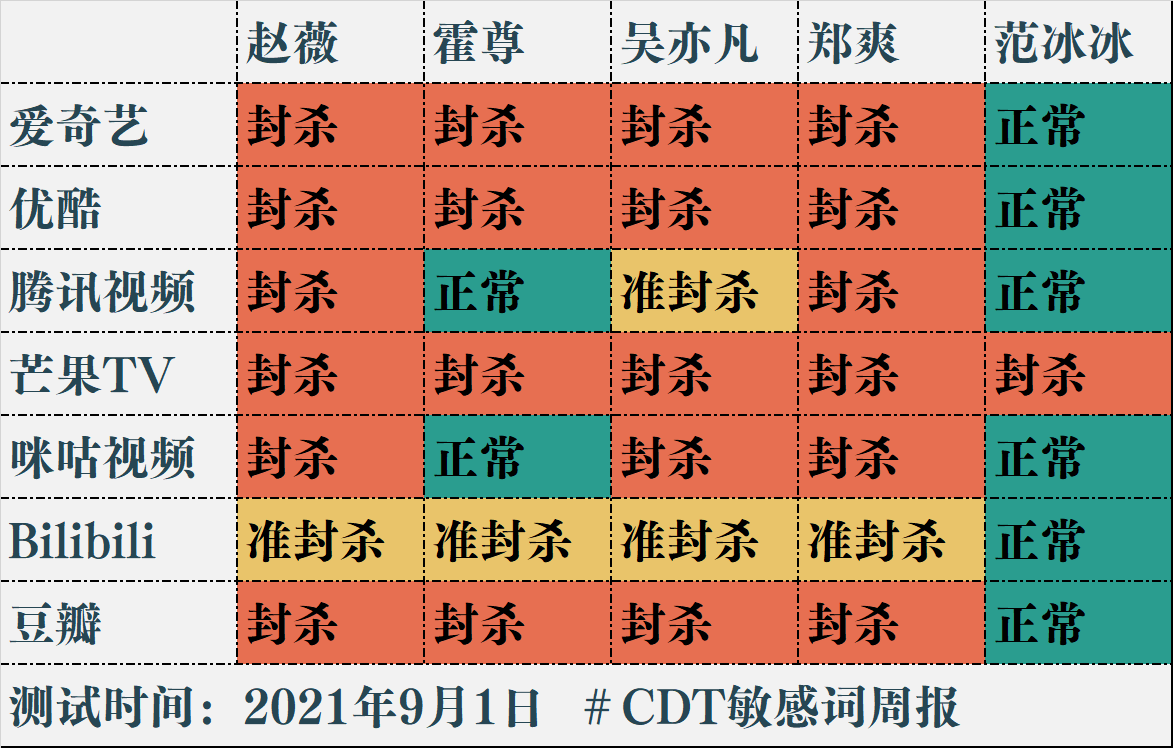 赵薇 霍尊 吴亦凡 郑爽 范冰冰
爱奇艺 封杀 封杀 封杀 封杀 正常
优酷 封杀 封杀 封杀 封杀 正常
腾讯视频 封杀 正常 准封杀 封杀 正常
芒果TV 封杀 封杀 封杀 封杀 封杀
咪咕视频 封杀 正常 封杀 封杀 正常
Bilibili 准封杀 准封杀 准封杀 准封杀 正常
豆瓣 封杀 封杀 封杀 封杀 正常
测试时间：2021年9月1日 #CDT敏感词周报